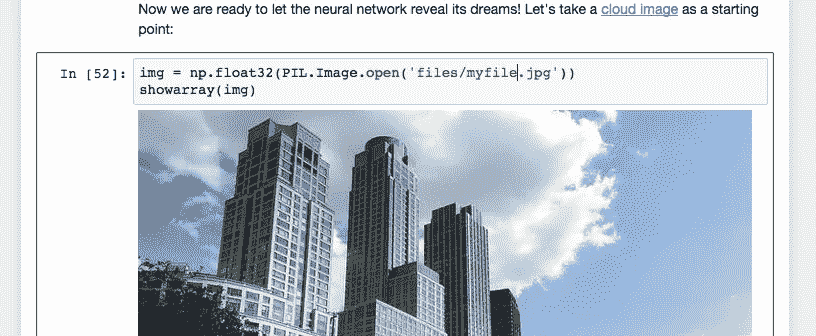 Now we are ready to let the neural network reveal its dreams! Let's take a cloud image as a starting
point:
In [52]: img = np.float32(PIL.Image.open('files/myfile.jpg'))
showarray(img)